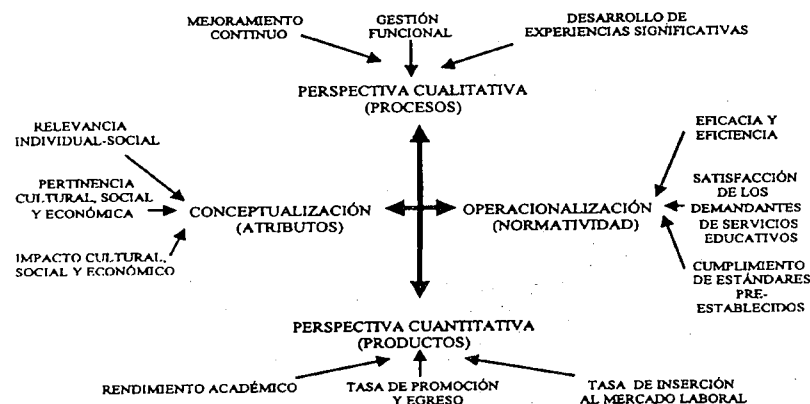 MEJORAMIENTO
CONTINUO
GESTIÓN
FUNCIONAL
DESARROLLO DE
EXPERIENCIAS SIGNIFICATIVAS
PERSPECTIVA CUALITATIVA
(PROCESOS)
RELEVANCIA
INDIVIDUAL-SOCIAL
PERTINENCIA
CULTURAL, SOCIAL
Y ECONÓMICA
IMPACTO CULTURAL,
SOCIAL Y ECONÓMICO
CONCEPTUALIZACIÓN
(ATRIBUTOS)
OPERACIONALIZACIÓN
(NORMATIVIDAD)
EFICACIA Y
EFICIENCIA
SATISFACCIÓN
DE LOS
DEMANDANTES
DE SERVICIOS
EDUCATIVOS
CUMPLIMIENTO
DE ESTÁNDARES
PRE-
ESTABLECIDOS
PERSPECTIVA CUANTITATIVA
(PRODUCTOS)
RENDIMIENTO ACADÉMICO
TASA DE PROMOCIÓN
Y EGRESO
TASA DE INSERCIÓN
AL MERCADO LABORAL